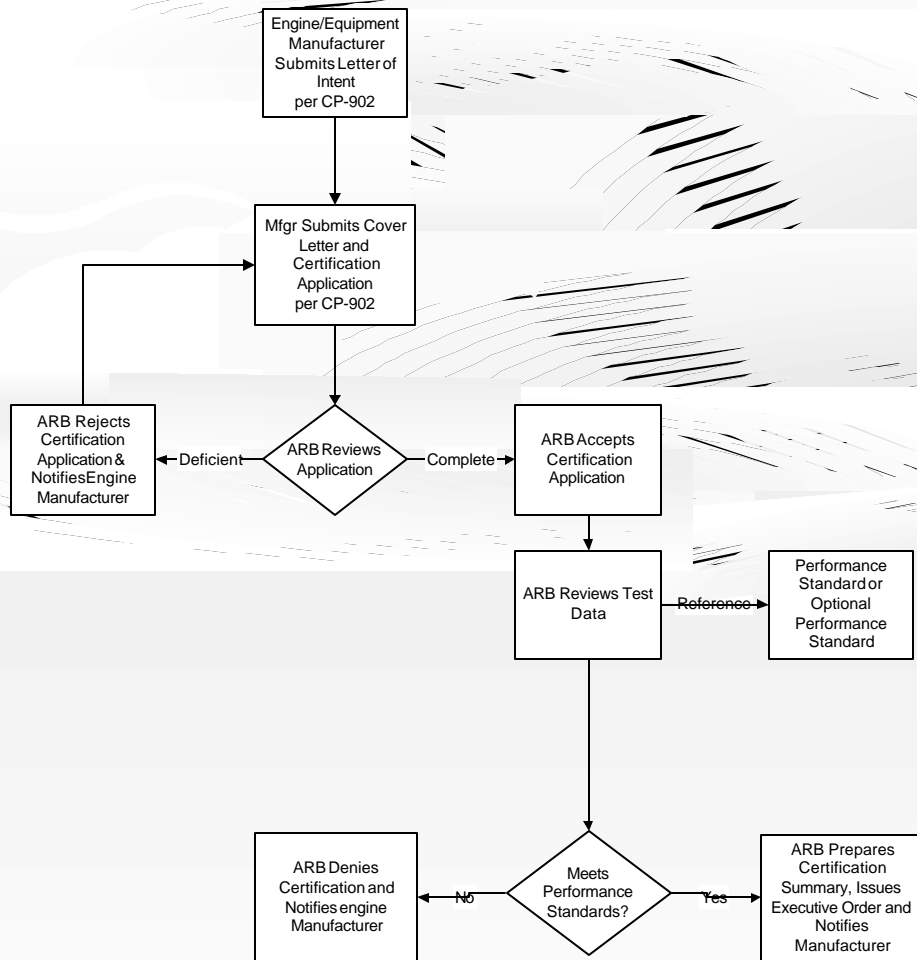 Engine/Equipment
Manufacturer
Submits Letter of
Intent
per CP-902
Mfgr Submits Cover
Letter and
Certification
Application
per CP-902
ARB Rejects
Certification
Application &
Notifies Engine
Manufacturer
Deficient
ARB Reviews
Application
Complete
ARB Accepts
Certification
Application
ARB Reviews Test
Data
Reference
Performance
Standard or
Optional
Performance
Standard
ARB Denies
Certification and
Notifies engine
Manufacturer
No
Meets
Performance
Standards?
Yes
ARB Prepares
Certification
Summary, Issues
Executive Order and
Notifies
Manufacturer